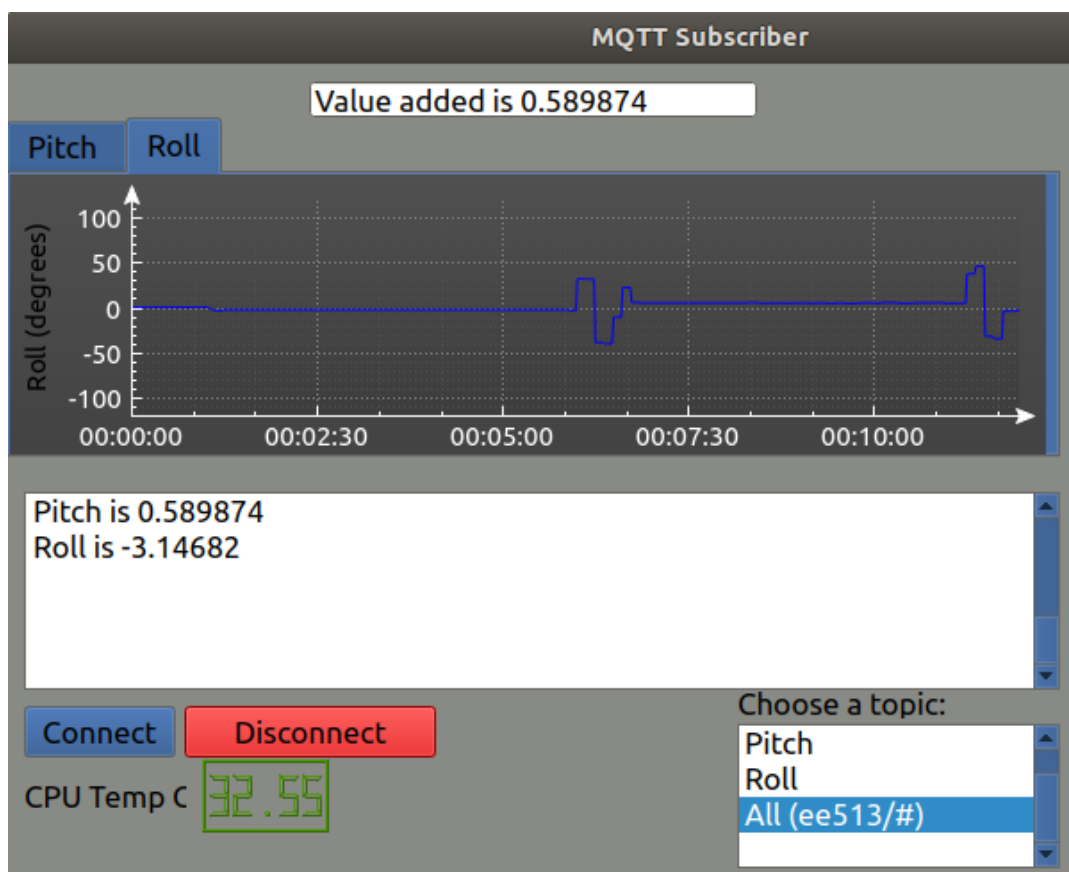 MQTT Subscriber
Value added is 0.589874
Pitch Roll
Roll (degrees)
100
50
0
-50
-100
00:00:00 00:02:30 00:05:00 00:07:30 00:10:00
Pitch is 0.589874
Roll is -3.14682
Choose a topic:
Connect Disconnect
Pitch
Roll
CPU Temp C 32.55
All (ee513/#)